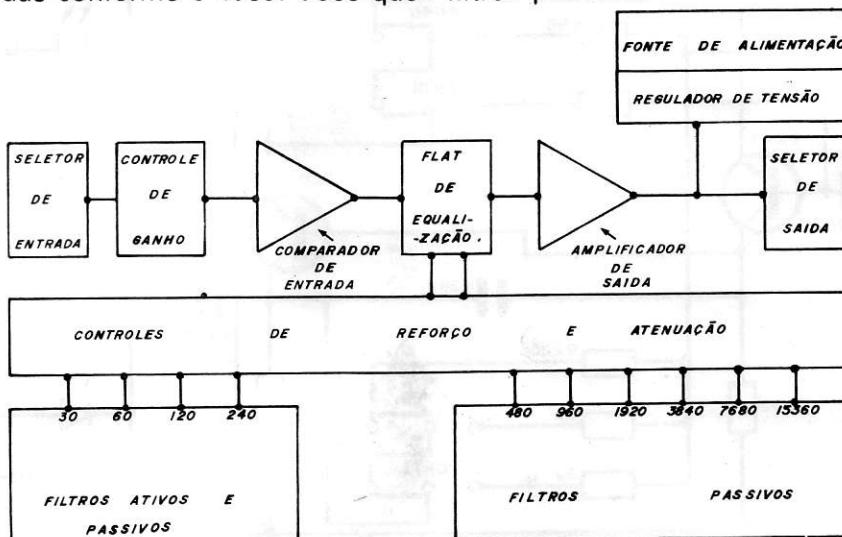 conforme o
FONTE DE ALIMENTAÇÃO
REGULADOR DE TENSÃO
SELETOR
DE
ENTRADA
CONTROLE
DE
GANHO
COMPARADOR
DE
ENTRADA
FLAT
DE
EQUALI-
-ZAÇÃO.
AMPLIFICADOR
DE
SAIDA
SELETOR
DE
SAIDA
CONTROLES DE REFORÇO E ATENUAÇÃO
30 60 120 240
480 960 1920 3840 7680 15360
FILTROS ATIVOS E
PASSIVOS
FILTROS PASSIVOS